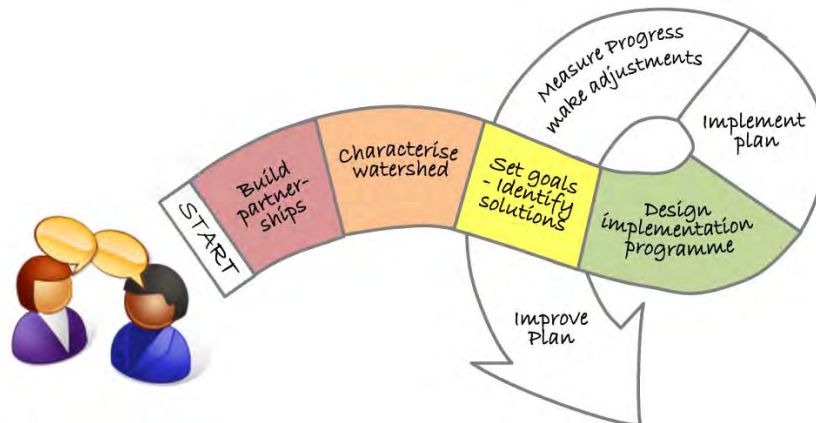 START
Build
partner-
ships
Characterise
watershed
Set goals
- Identify
solutions
Design
implementation
programme
Implement
plan
Measure Progress
make adjustments
Improve
Plan